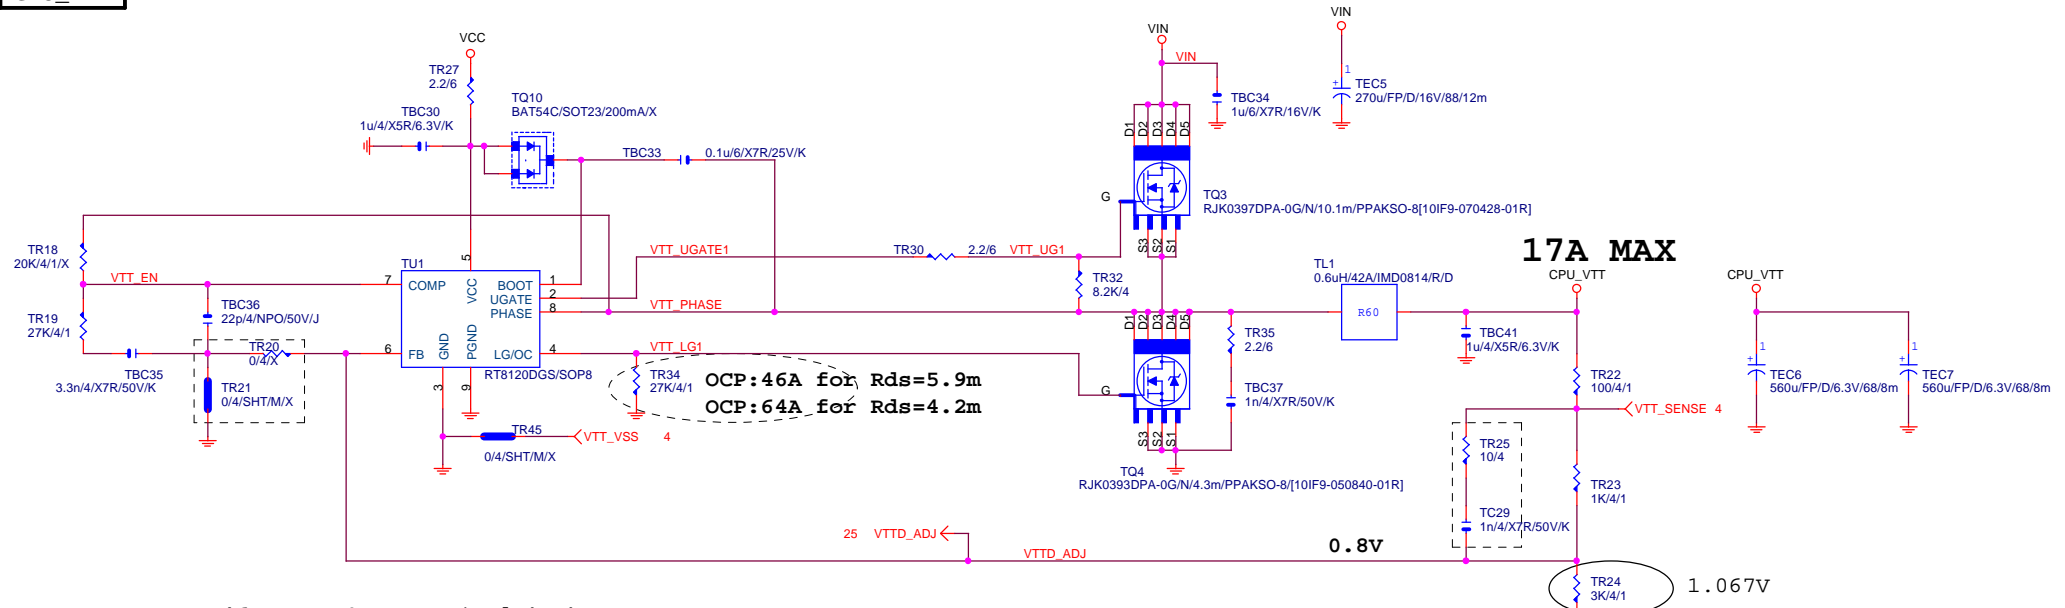 VCC
TR27
2.2/6
TBC30
1u/4/X5R/6.3V/K
TQ10
BAT54C/SOT23/200mA/X
TBC33
0.1u/6/X7R/25V/K
VIN
VIN
TBC34
1u/6/X7R/16V/K
VIN
1
+
TEC5
270u/FP/D/16V/88/12m
D1 D2 D3 D4 D5
G
TQ3
RJK0397DPA-0G/N/10.1m/PPAKSO-8[10IF9-070428-01R]
S3 S2 S1
TR18
20K/4/1/X
VTT_EN
TR19
27K/4/1
TBC36
22p/4/NPO/50V/J
TR20
0/4/X
TR21
0/4/SHT/M/X
TBC35
3.3n/4/X7R/50V/K
TU1
5
7 COMP
VCC
BOOT 1
UGATE 2
PHASE 8
6 FB
GND
PGND
LG/OC 4
3
9
RT8120DGS/SOP8
VTT_UGATE1
TR30
2.2/6
VTT_UG1
TR32
8.2K/4
VTT_PHASE
VTT_LG1
TR34
27K/4/1
OCP:46A for Rds=5.9m
OCP:64A for Rds=4.2m
TR45
0/4/SHT/M/X
VTT_VSS 4
D1 D2 D3 D4 D5
G
S3 S2 S1
TQ4
RJK0393DPA-0G/N/4.3m/PPAKSO-8/[10IF9-050840-01R]
TR35
2.2/6
TBC37
1n/4/X7R/50V/K
TL1
0.6uH/42A/IMD0814/R/D
R60
17A MAX
CPU_VTT
TBC41
1u/4/X5R/6.3V/K
TR22
100/4/1
VTT_SENSE 4
TR25
10/4
TC29
1n/4/X7R/50V/K
TR23
1K/4/1
CPU_VTT
1
+
TEC6
560u/FP/D/6.3V/68/8m
1
+
TEC7
560u/FP/D/6.3V/68/8m
25 VTTD_ADJ
VTTD_ADJ
0.8V
TR24
3K/4/1
1.067V